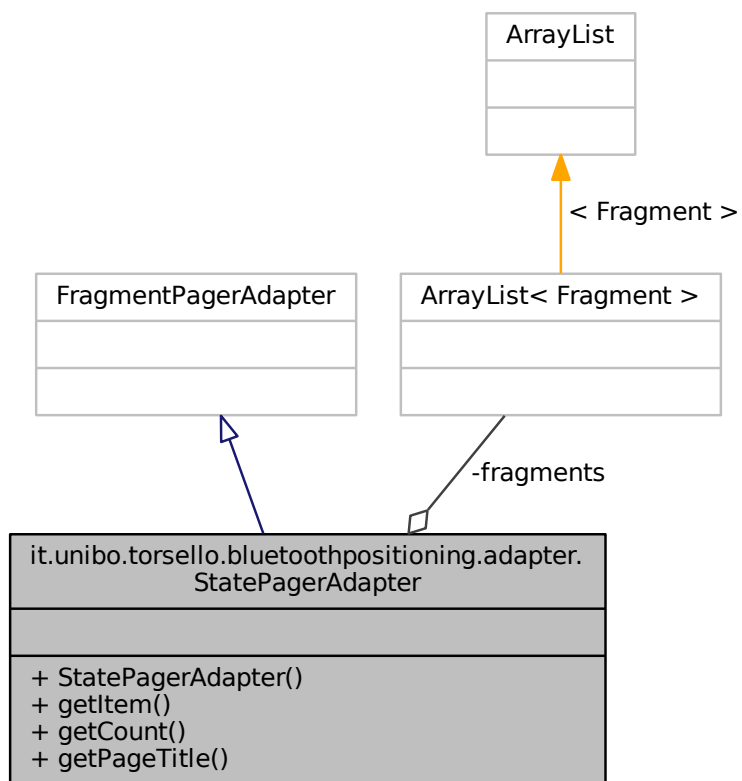 ArrayList
< Fragment >
FragmentPagerAdapter
ArrayList< Fragment >
-fragments
it.unibo.torsello.bluetoothpositioning.adapter.
StatePagerAdapter
+ StatePagerAdapter()
+ getItem()
+ getCount()
+ getPageTitle()